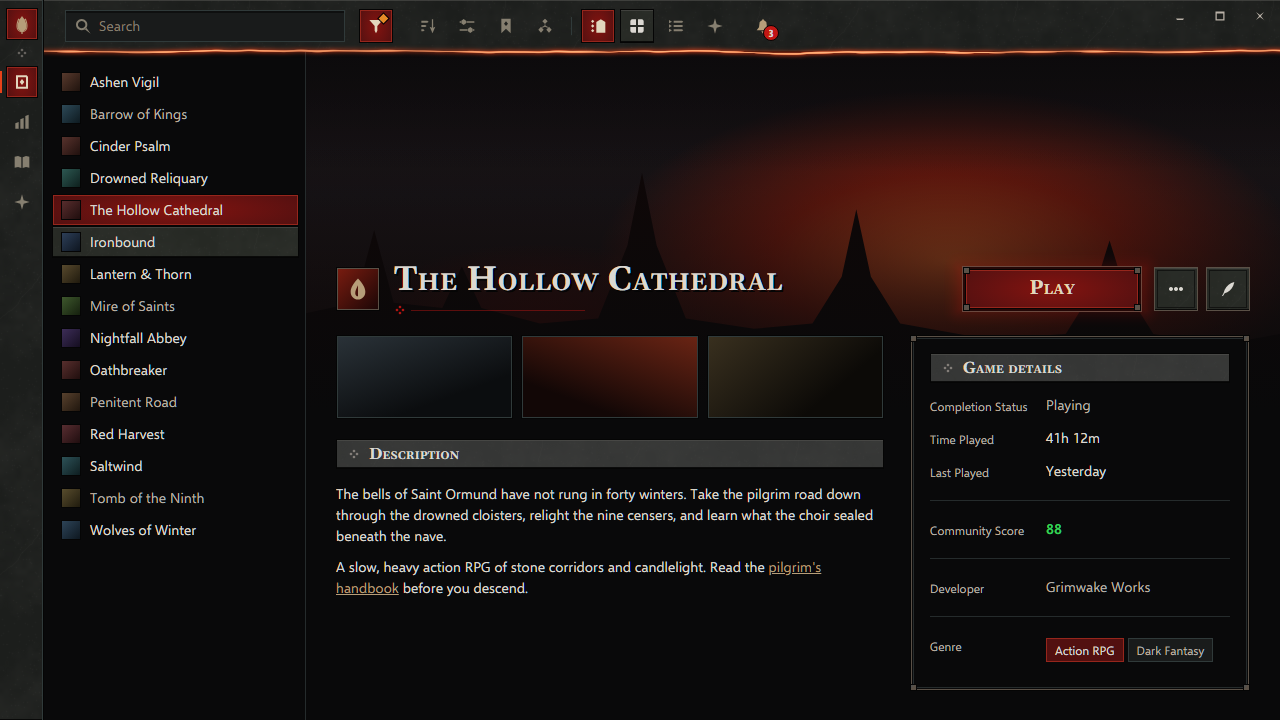 Search
3
Ashen Vigil
Barrow of Kings
Cinder Psalm
Drowned Reliquary
The Hollow Cathedral
Ironbound
Lantern & Thorn
Mire of Saints
Nightfall Abbey
Oathbreaker
Penitent Road
Red Harvest
Saltwind
Tomb of the Ninth
Wolves of Winter
The Hollow Cathedral
Play
Description
The bells of Saint Ormund have not rung in forty winters. Take the pilgrim road down
through the drowned cloisters, relight the nine censers, and learn what the choir sealed
beneath the nave.
A slow, heavy action RPG of stone corridors and candlelight. Read the pilgrim's
handbook before you descend.
Game details
Completion Status Playing
Time Played 41h 12m
Last Played Yesterday
Community Score 88
Developer Grimwake Works
Genre Action RPG Dark Fantasy